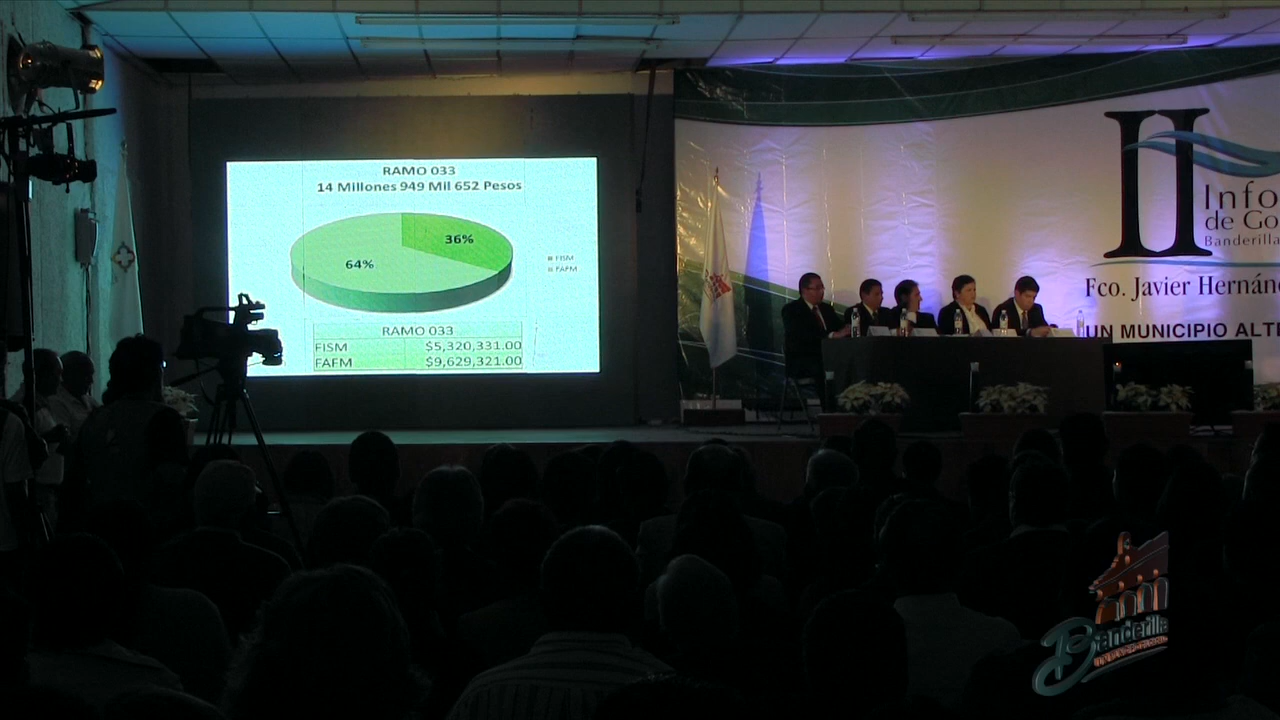 RAMO 033
14 Millones 949 Mil 652 Pesos
36%
64%
FISM
FAFM
RAMO 033
FISM $5,320,331.00
FAFM $9,629,321.00
II
Info
de Go
Banderilla
Fco. Javier Hernán
UN MUNICIPIO ALT
Banderilla